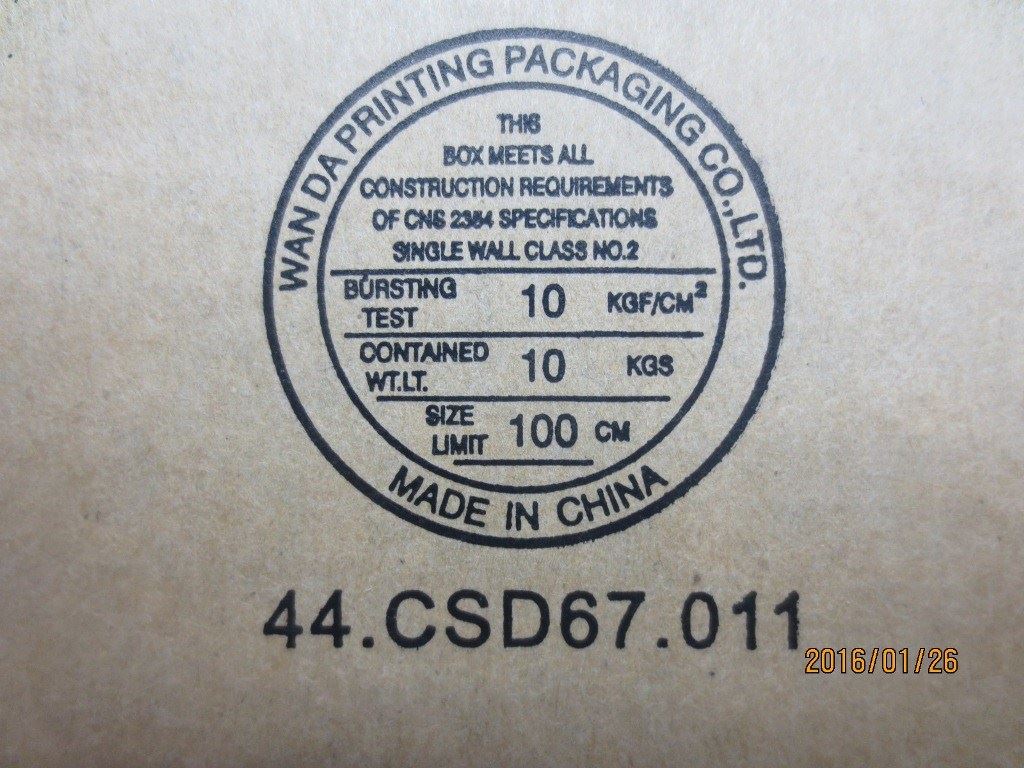 WAN DA PRINTING PACKAGING CO.,LTD.
THIS
BOX MEETS ALL
CONSTRUCTION REQUIREMENTS
OF CNS 2384 SPECIFICATIONS
SINGLE WALL CLASS NO.2
BURSTING TEST 10 KGF/CM²
CONTAINED WT.LT. 10 KGS
SIZE LIMIT 100 CM
MADE IN CHINA
44.CSD67.011
2016/01/26